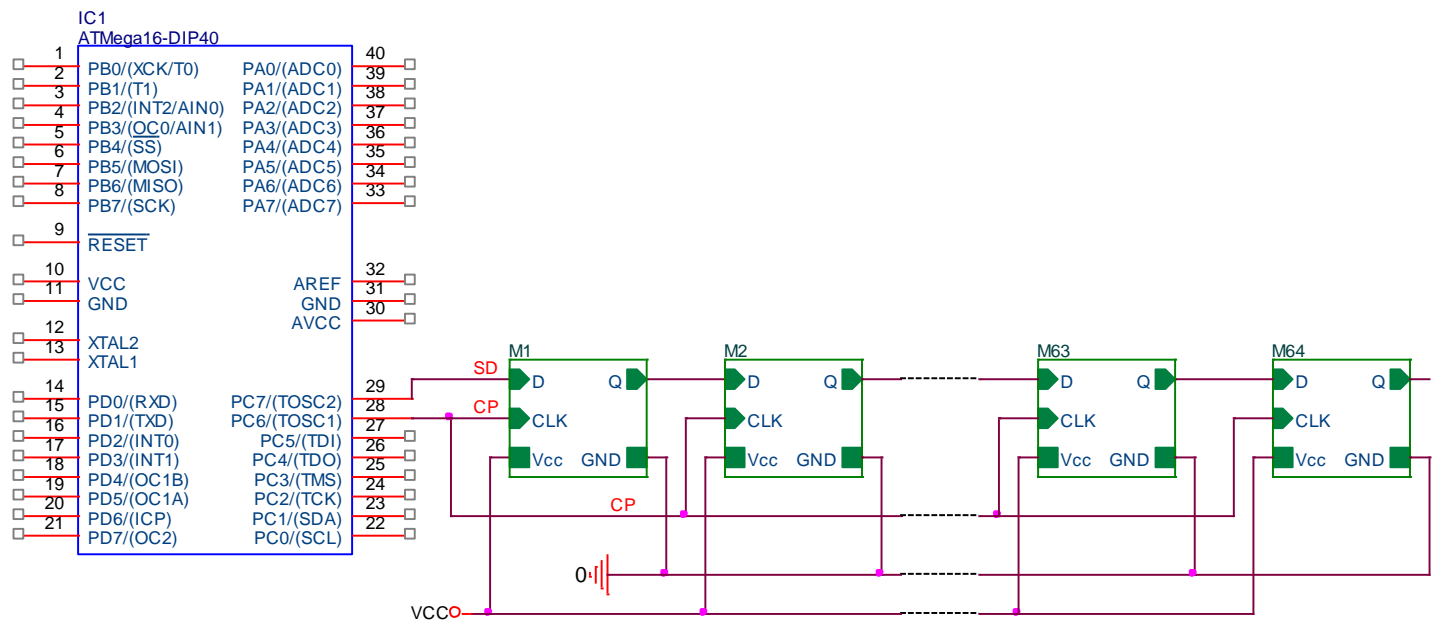 IC1
ATMega16-DIP40
1 PB0/(XCK/T0) PA0/(ADC0) 40
2 PB1/(T1) PA1/(ADC1) 39
3 PB2/(INT2/AIN0) PA2/(ADC2) 38
4 PB3/(OC0/AIN1) PA3/(ADC3) 37
5 PB4/(SS) PA4/(ADC4) 36
6 PB5/(MOSI) PA5/(ADC5) 35
7 PB6/(MISO) PA6/(ADC6) 34
8 PB7/(SCK) PA7/(ADC7) 33
9 RESET
10 VCC AREF 32
11 GND GND 31
AVCC 30
12 XTAL2
13 XTAL1
14 PD0/(RXD) PC7/(TOSC2) 29
15 PD1/(TXD) PC6/(TOSC1) 28
16 PD2/(INT0) PC5/(TDI) 27
17 PD3/(INT1) PC4/(TDO) 26
18 PD4/(OC1B) PC3/(TMS) 25
19 PD5/(OC1A) PC2/(TCK) 24
20 PD6/(ICP) PC1/(SDA) 23
21 PD7/(OC2) PC0/(SCL) 22
SD
CP
M1
D Q
CLK
Vcc GND
M2
D Q
CLK
Vcc GND
M63
D Q
CLK
Vcc GND
M64
D Q
CLK
Vcc GND
CP
0
VCC